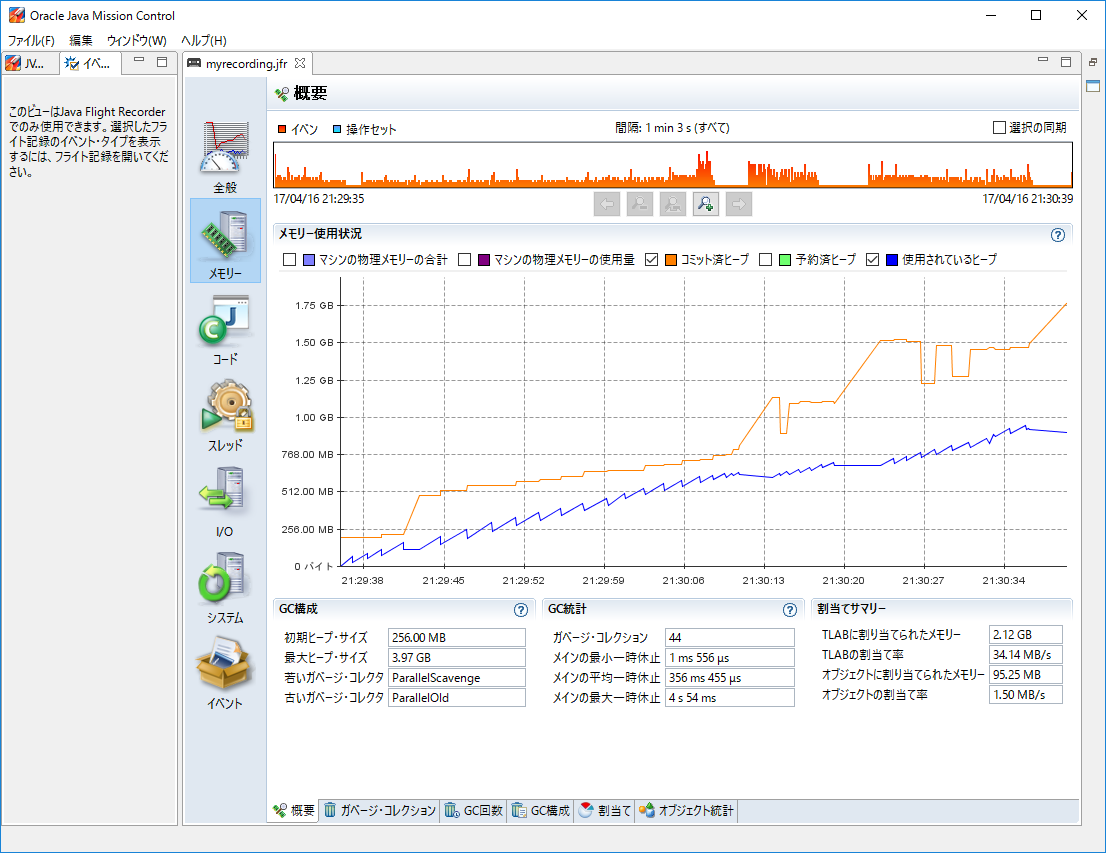 Oracle Java Mission Control
ファイル(F) 編集 ウィンドウ(W) ヘルプ(H)
JV... イベ... myrecording.jfr
このビューはJava Flight Recorder
でのみ使用できます。選択したフラ
イト記録のイベント・タイプを表示
するには、フライト記録を開いてくだ
さい。
全般
メモリー
コード
スレッド
I/O
システム
イベント
概要
イベン 操作セット 間隔: 1 min 3 s (すべて) 選択の同期
17/04/16 21:29:35 17/04/16 21:30:39
メモリー使用状況
マシンの物理メモリーの合計 マシンの物理メモリーの使用量 コミット済ヒープ 予約済ヒープ 使用されているヒープ
1.75 GB
1.50 GB
1.25 GB
1.00 GB
768.00 MB
512.00 MB
256.00 MB
0 バイト
21:29:38 21:29:45 21:29:52 21:29:59 21:30:06 21:30:13 21:30:20 21:30:27 21:30:34
GC構成
初期ヒープ・サイズ 256.00 MB
最大ヒープ・サイズ 3.97 GB
若いガベージ・コレクタ ParallelScavenge
古いガベージ・コレクタ ParallelOld
GC統計
ガベージ・コレクション 44
メインの最小一時休止 1 ms 556 µs
メインの平均一時休止 356 ms 455 µs
メインの最大一時休止 4 s 54 ms
割当てサマリー
TLABに割り当てられたメモリー 2.12 GB
TLABの割当て率 34.14 MB/s
オブジェクトに割り当てられたメモリー 95.25 MB
オブジェクトの割当て率 1.50 MB/s
概要 ガベージ・コレクション GC回数 GC構成 割当て オブジェクト統計